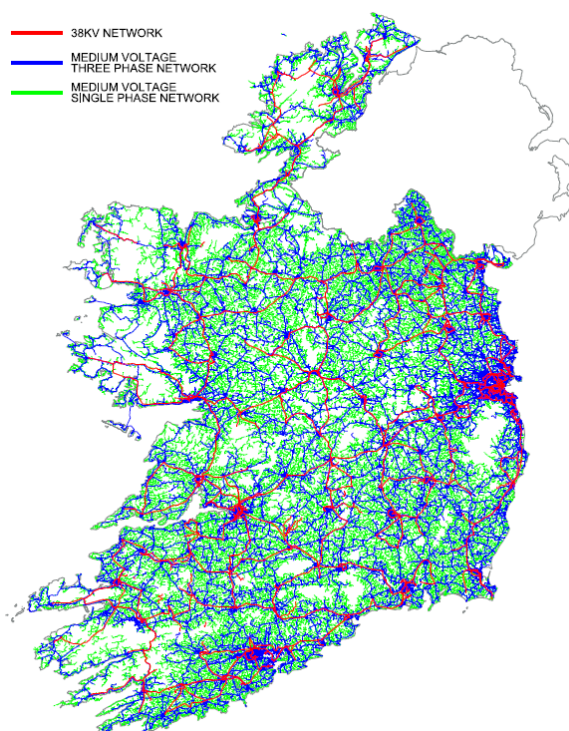 38KV NETWORK
MEDIUM VOLTAGE
THREE PHASE NETWORK
MEDIUM VOLTAGE
SINGLE PHASE NETWORK